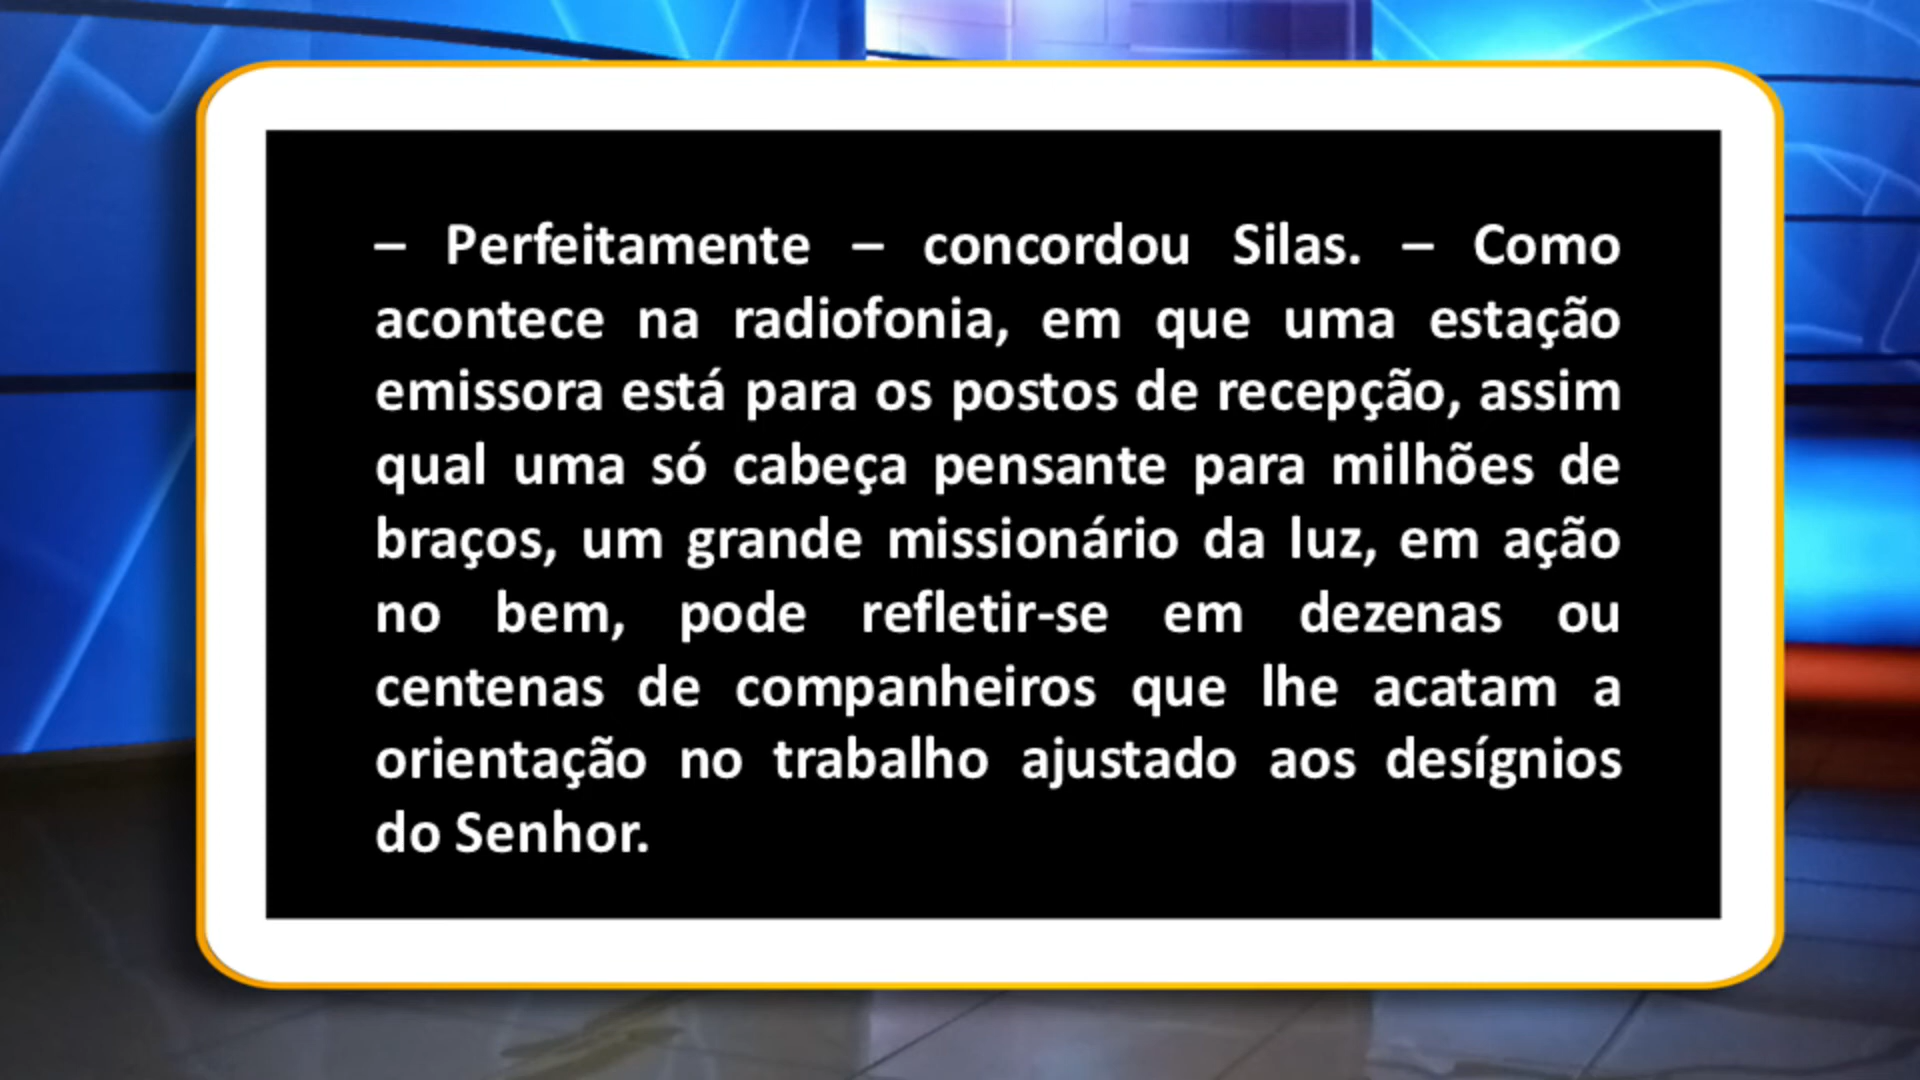 – Perfeitamente – concordou Silas. – Como
acontece na radiofonia, em que uma estação
emissora está para os postos de recepção, assim
qual uma só cabeça pensante para milhões de
braços, um grande missionário da luz, em ação
no bem, pode refletir-se em dezenas ou
centenas de companheiros que lhe acatam a
orientação no trabalho ajustado aos desígnios
do Senhor.